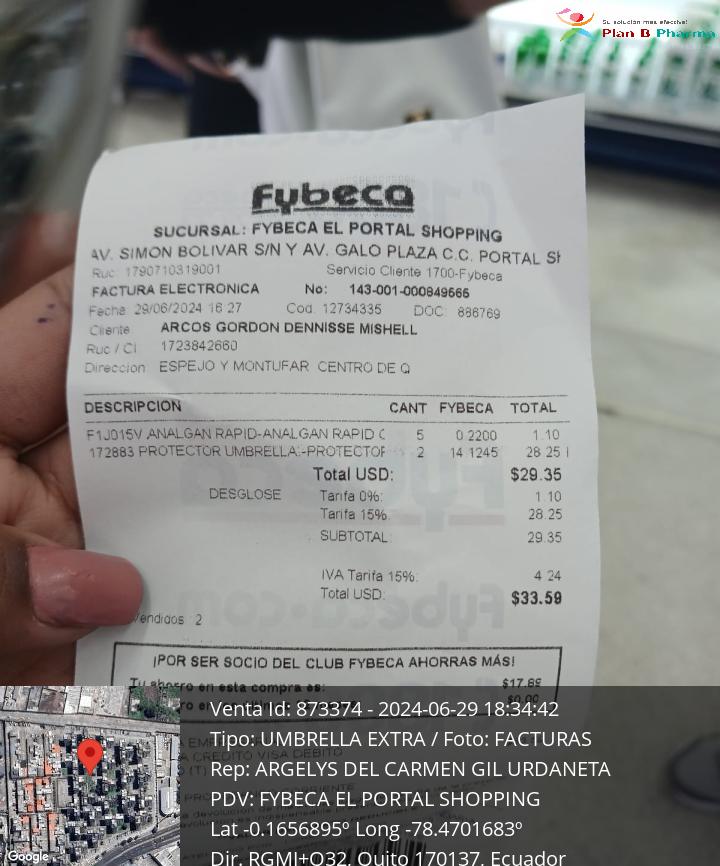 Su solución más efectiva!
Plan B Pharma
Fybeca
SUCURSAL: FYBECA EL PORTAL SHOPPING
AV. SIMON BOLIVAR S/N Y AV. GALO PLAZA C.C. PORTAL SH
Ruc: 1790710319001 Servicio Cliente 1700-Fybeca
FACTURA ELECTRONICA No: 143-001-000849565
Fecha: 29/06/2024 16:27 Cod. 12734335 DOC: 886769
Cliente ARCOS GORDON DENNISSE MISHELL
Ruc / CI 1723842660
Direccion: ESPEJO Y MONTUFAR CENTRO DE Q
DESCRIPCION CANT FYBECA TOTAL
F1J015V ANALGAN RAPID-ANALGAN RAPID C 5 0.2200 1.10
172883 PROTECTOR UMBRELLA:-PROTECTOR 2 14.1245 28.25 I
Total USD: $29.35
DESGLOSE Tarifa 0%: 1.10
Tarifa 15%: 28.25
SUBTOTAL: 29.35
IVA Tarifa 15%: 4.24
Total USD: $33.59
Vendidos 2
¡POR SER SOCIO DEL CLUB FYBECA AHORRAS MÁS!
Tu ahorro en esta compra es: $17.89
Venta Id: 873374 - 2024-06-29 18:34:42
Tipo: UMBRELLA EXTRA / Foto: FACTURAS
Rep: ARGELYS DEL CARMEN GIL URDANETA
PDV: FYBECA EL PORTAL SHOPPING
Lat -0.1656895º Long -78.4701683º
Dir. RGMJ+Q32, Quito 170137, Ecuador
Google